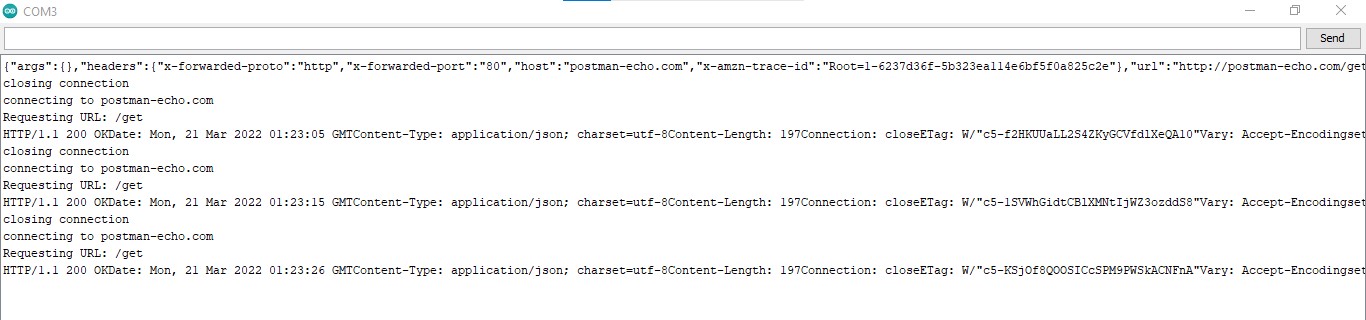 COM3
Send
{"args":{},"headers":{"x-forwarded-proto":"http","x-forwarded-port":"80","host":"postman-echo.com","x-amzn-trace-id":"Root=1-6237d36f-5b323ea114e6bf5f0a825c2e"},"url":"http://postman-echo.com/get
closing connection
connecting to postman-echo.com
Requesting URL: /get
HTTP/1.1 200 OKDate: Mon, 21 Mar 2022 01:23:05 GMTContent-Type: application/json; charset=utf-8Content-Length: 197Connection: closeETag: W/"c5-f2HKUUaLL2S4ZKyGCVfdlXeQAl0"Vary: Accept-Encodingset
closing connection
connecting to postman-echo.com
Requesting URL: /get
HTTP/1.1 200 OKDate: Mon, 21 Mar 2022 01:23:15 GMTContent-Type: application/json; charset=utf-8Content-Length: 197Connection: closeETag: W/"c5-lSVWhGidtCBlXMNtIjWZ3ozddS8"Vary: Accept-Encodingset
closing connection
connecting to postman-echo.com
Requesting URL: /get
HTTP/1.1 200 OKDate: Mon, 21 Mar 2022 01:23:26 GMTContent-Type: application/json; charset=utf-8Content-Length: 197Connection: closeETag: W/"c5-KSjOf8QOOSICcSPM9PWSkACNFnA"Vary: Accept-Encodingset